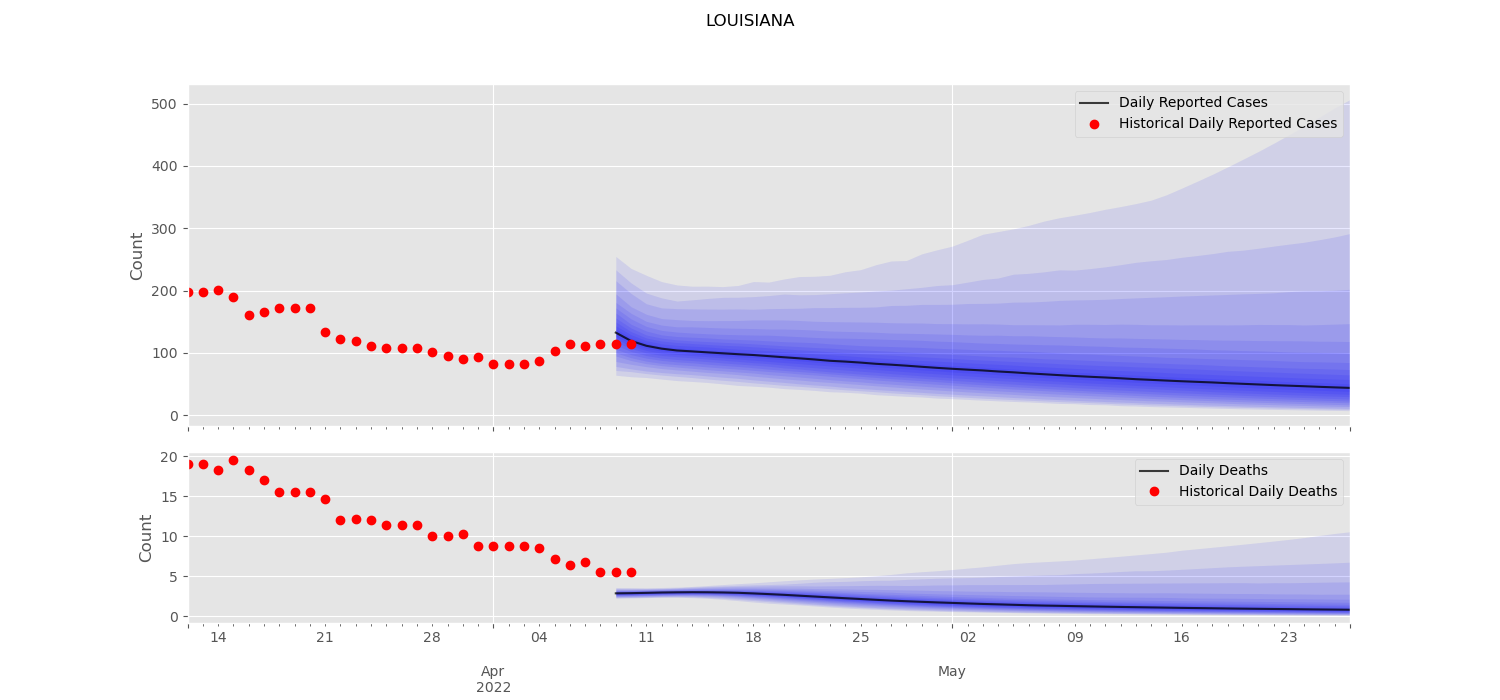 LOUISIANA
Count
500
400
300
200
100
0
Daily Reported Cases
Historical Daily Reported Cases
Count
20
15
10
5
0
Daily Deaths
Historical Daily Deaths
14 21 28 04 11 18 25 02 09 16 23
Apr May
2022